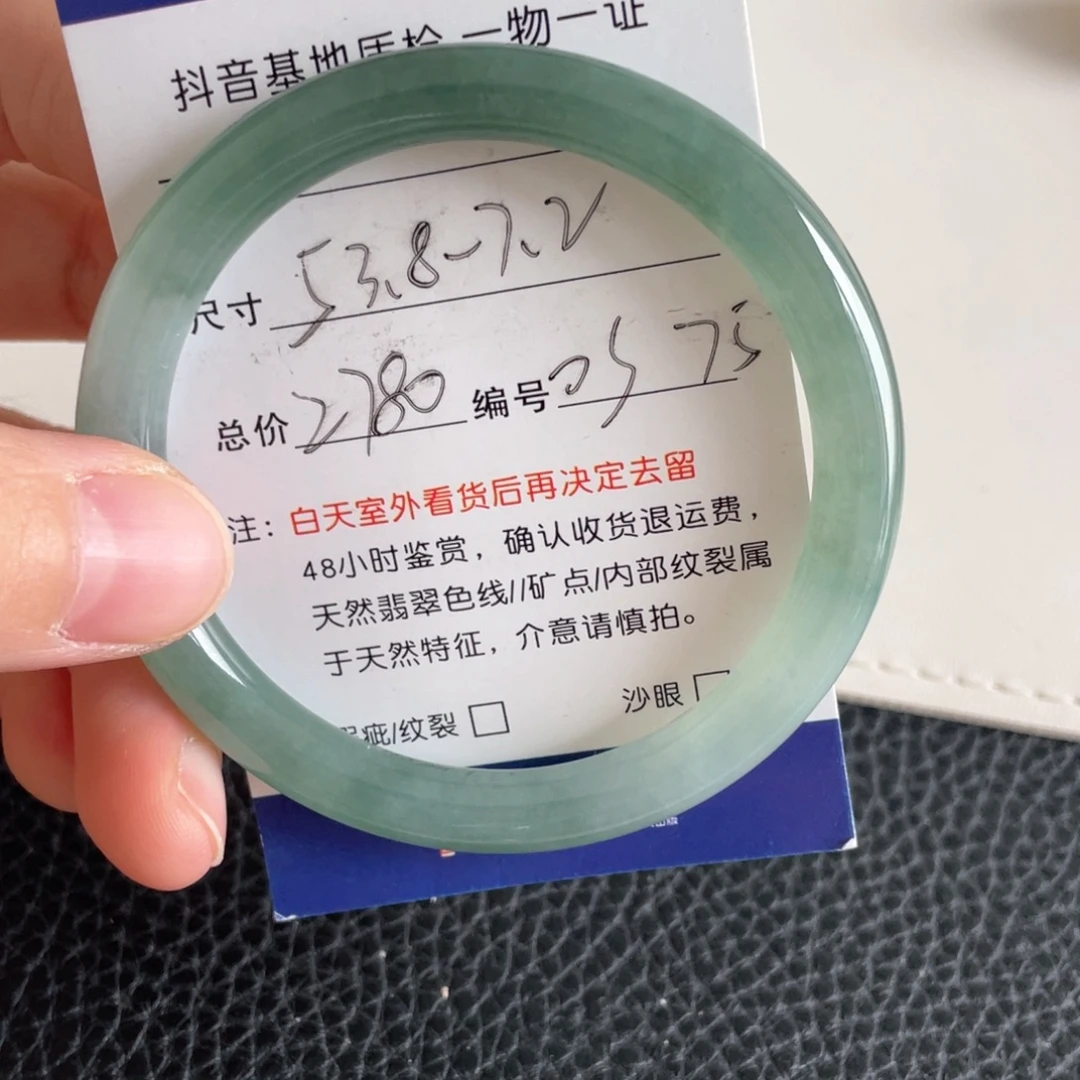 抖音基地质检 一物一证
尺寸 53.8-7.2
总价 2780 编号 0575
注：白天室外看货后再决定去留
48小时鉴赏，确认收货退运费，
天然翡翠色线//矿点/内部纹裂属
于天然特征，介意请慎拍。
瑕疵/纹裂 □ 沙眼 □